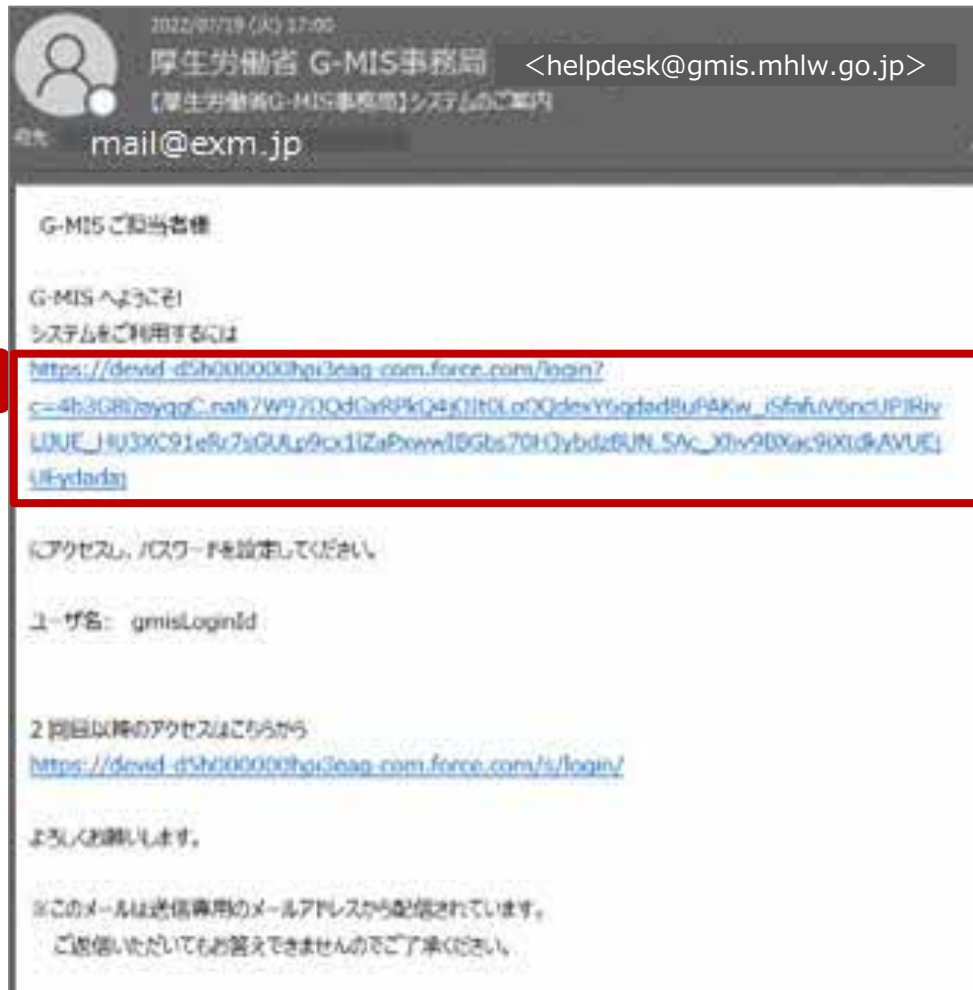 2022/07/19 (火) 17:00
厚生労働省 G-MIS事務局 <helpdesk@gmis.mhlw.go.jp>
【厚生労働省G-MIS事務局】システムのご案内
宛先 mail@exm.jp
G-MIS ご担当者様
G-MIS へようこそ!
システムをご利用するには
https://devid-d5h000000hpi3eag-com.force.com/login?
にアクセスし、パスワードを設定してください。
ユーザ名: gmisLoginId
2 回目以降のアクセスはこちらから
https://devid-d5h000000hpi3eag-com.force.com/s/login/
よろしくお願いします。
※このメールは送信専用のメールアドレスから配信されています。
ご返信いただいてもお答えできませんのでご了承ください。